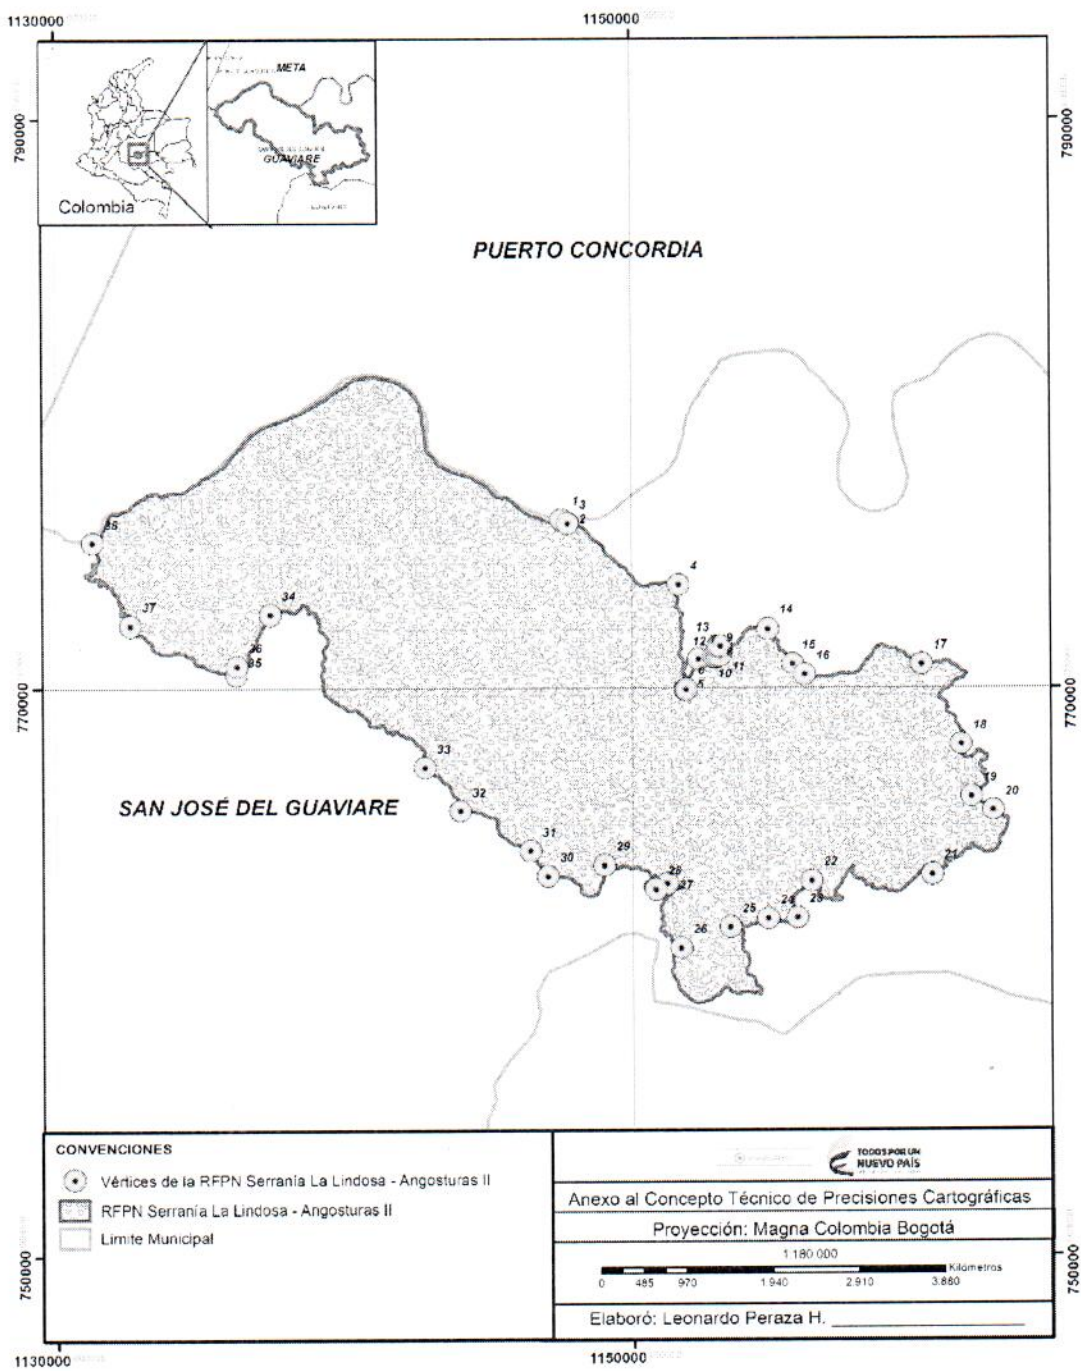 1130000
1150000
790000
790000
META
GUAVIARE
Colombia
PUERTO CONCORDIA
1
3
2
4
38
34
37
36
35
14
13
9
12
15
16
17
6
10
11
5
770000
770000
18
33
19
20
SAN JOSÉ DEL GUAVIARE
32
31
29
30
28
27
22
21
25
24
23
26
CONVENCIONES
Vértices de la RFPN Serranía La Lindosa - Angosturas II
RFPN Serranía La Lindosa - Angosturas II
Límite Municipal
TODOS POR UN
NUEVO PAÍS
Anexo al Concepto Técnico de Precisiones Cartográficas
Proyección: Magna Colombia Bogotá
1:180.000
Kilómetros
0 485 970 1.940 2.910 3.880
Elaboró: Leonardo Peraza H.
750000
750000
1130000
1150000